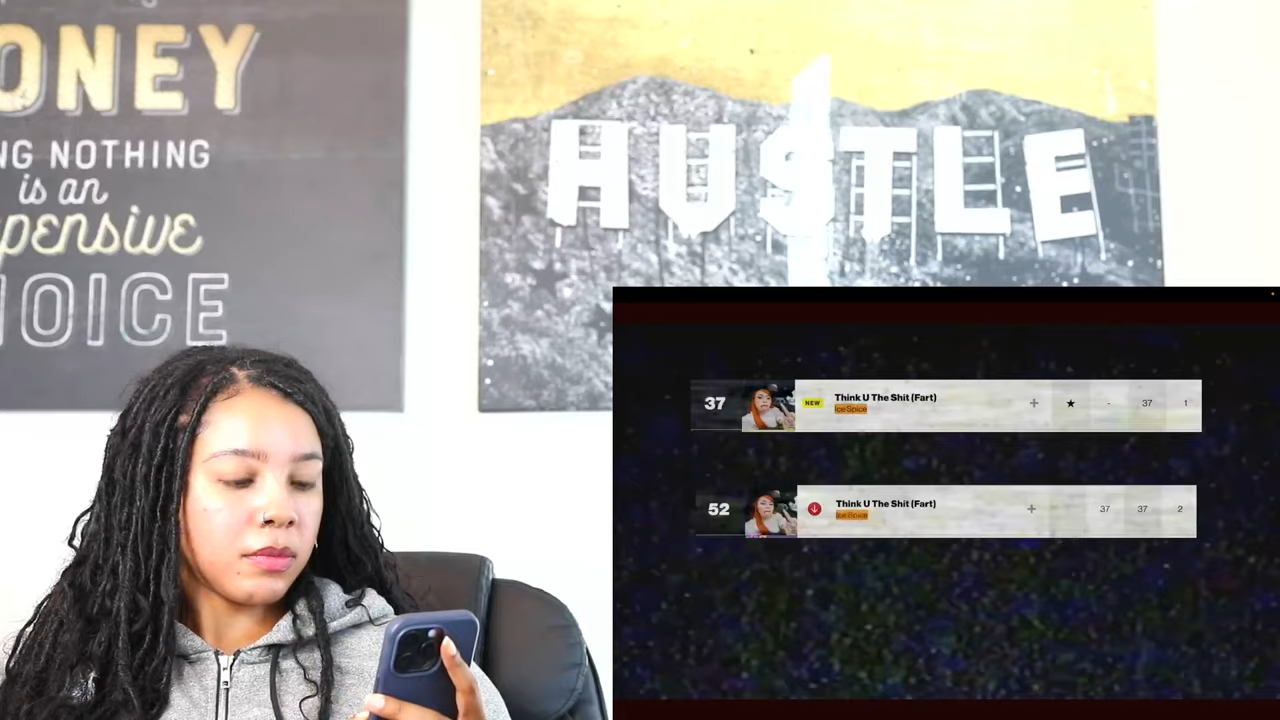 ONEY
NG NOTHING
is an
pensive
HOICE
HUSTLE
37
NEW
Think U The Shit (Fart)
Ice Spice
+ ★ - 37 1
52
Think U The Shit (Fart)
Ice Spice
+ 37 37 2